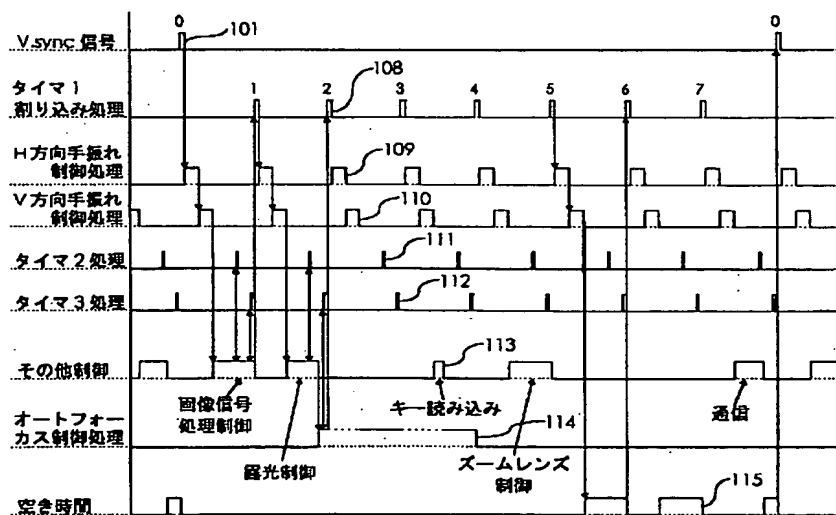 0
0
V.sync 信号
101
タイマ 1
割り込み処理
1
2
108
3
4
5
6
7
H方向手振れ
制御処理
109
V方向手振れ
制御処理
110
タイマ 2 処理
111
タイマ 3 処理
112
その他制御
113
画像信号
処理制御
キー読み込み
通信
オートフォー
カス制御処理
114
露光制御
ズームレンズ
制御
空き時間
115